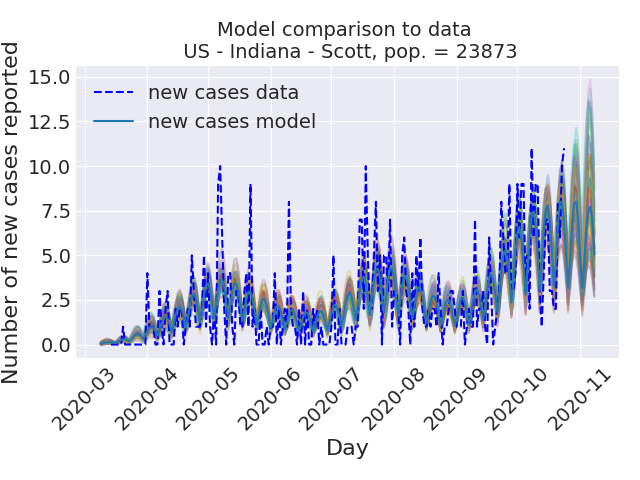 Model comparison to data
US - Indiana - Scott, pop. = 23873
Number of new cases reported
15.0
12.5
10.0
7.5
5.0
2.5
0.0
new cases data
new cases model
2020-03
2020-04
2020-05
2020-06
2020-07
2020-08
2020-09
2020-10
2020-11
Day